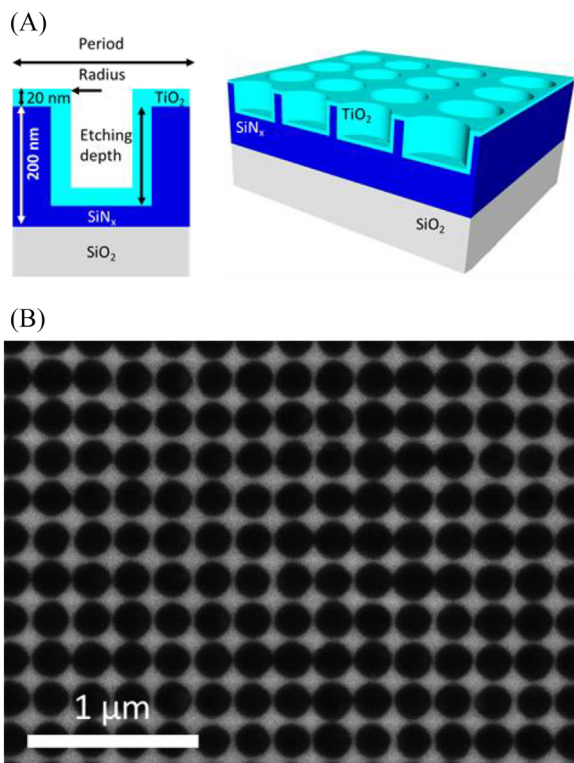 (A)
Period
Radius
20 nm
TiO₂
Etching
depth
200 nm
SiNₓ
SiO₂
TiO₂
SiNₓ
SiO₂
(B)
1 μm